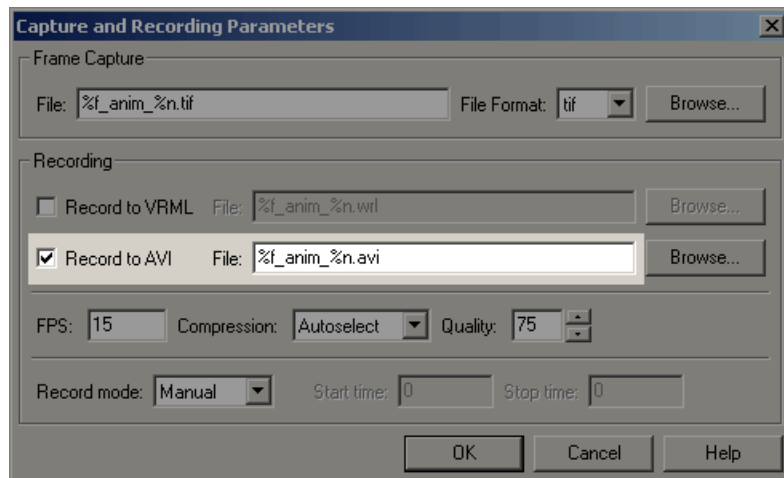 Capture and Recording Parameters
Frame Capture
File: %f_anim_%n.tif File Format: tif Browse...
Recording
Record to VRML File: %f_anim_%n.wrl Browse...
Record to AVI File: %f_anim_%n.avi Browse...
FPS: 15 Compression: Autoselect Quality: 75
Record mode: Manual Start time: 0 Stop time: 0
OK Cancel Help